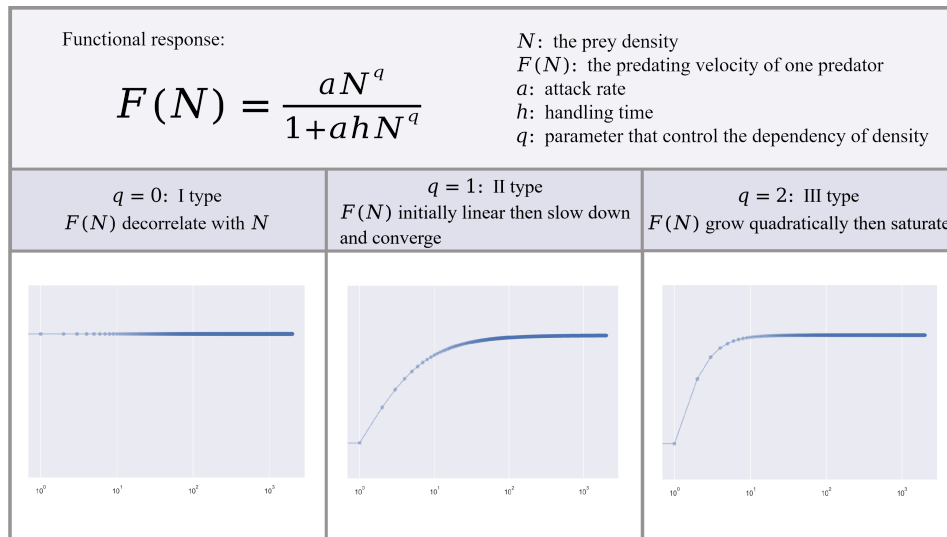 Functional response:
F(N) = aN^q / 1+ahN^q
N: the prey density
F(N): the predating velocity of one predator
a: attack rate
h: handling time
q: parameter that control the dependency of density
q = 0: I type
F(N) decorrelate with N
q = 1: II type
F(N) initially linear then slow down
and converge
q = 2: III type
F(N) grow quadratically then saturate
10^0 10^1 10^2 10^3
10^0 10^1 10^2 10^3
10^0 10^1 10^2 10^3